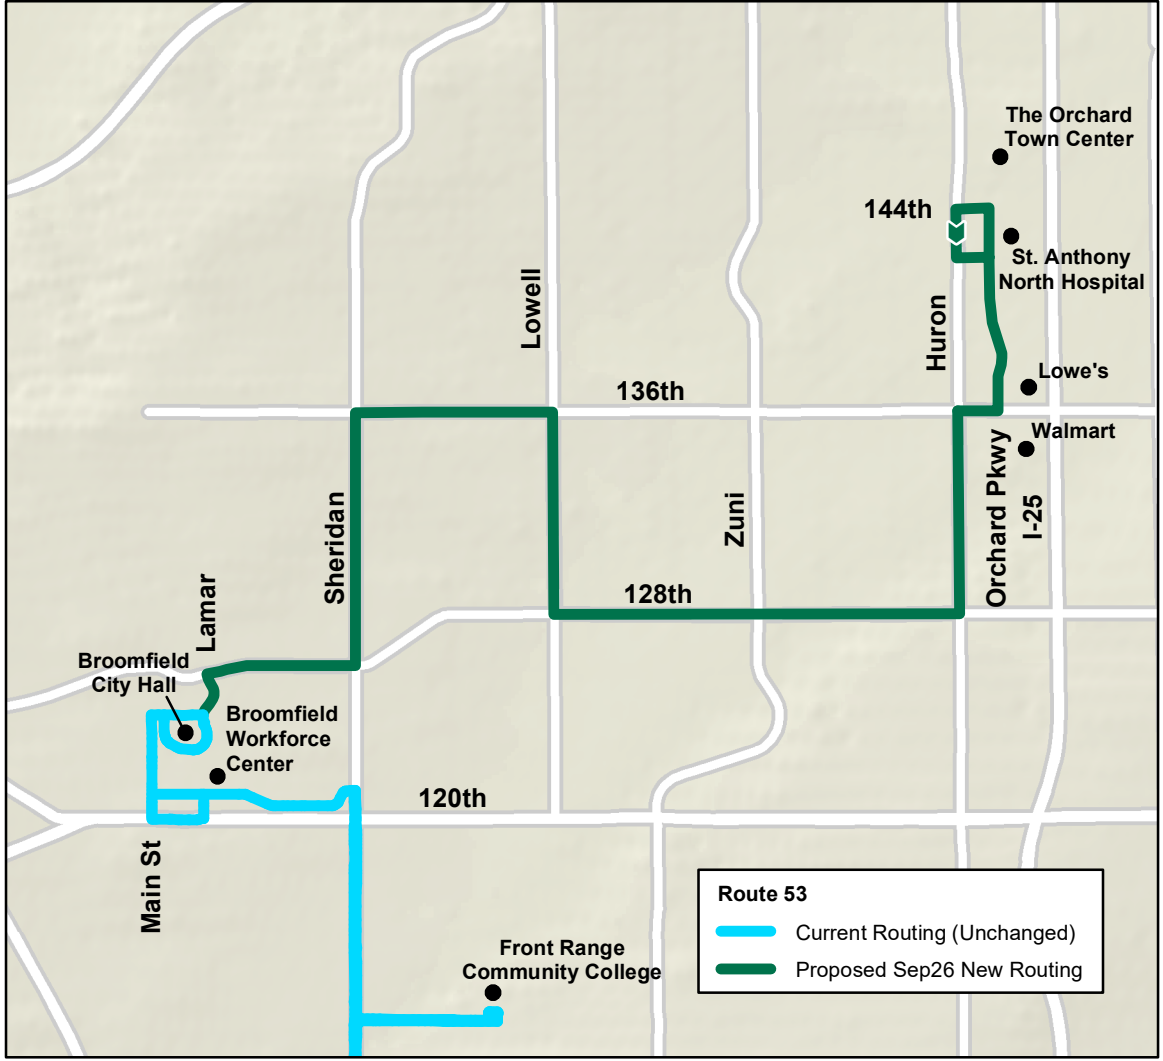 The Orchard
Town Center
144th
St. Anthony
North Hospital
Lowell
Huron
136th
Lowe's
Walmart
Orchard Pkwy
I-25
Zuni
Sheridan
128th
Lamar
Broomfield
City Hall
Broomfield
Workforce
Center
120th
Main St
Front Range
Community College
Route 53
Current Routing (Unchanged)
Proposed Sep26 New Routing